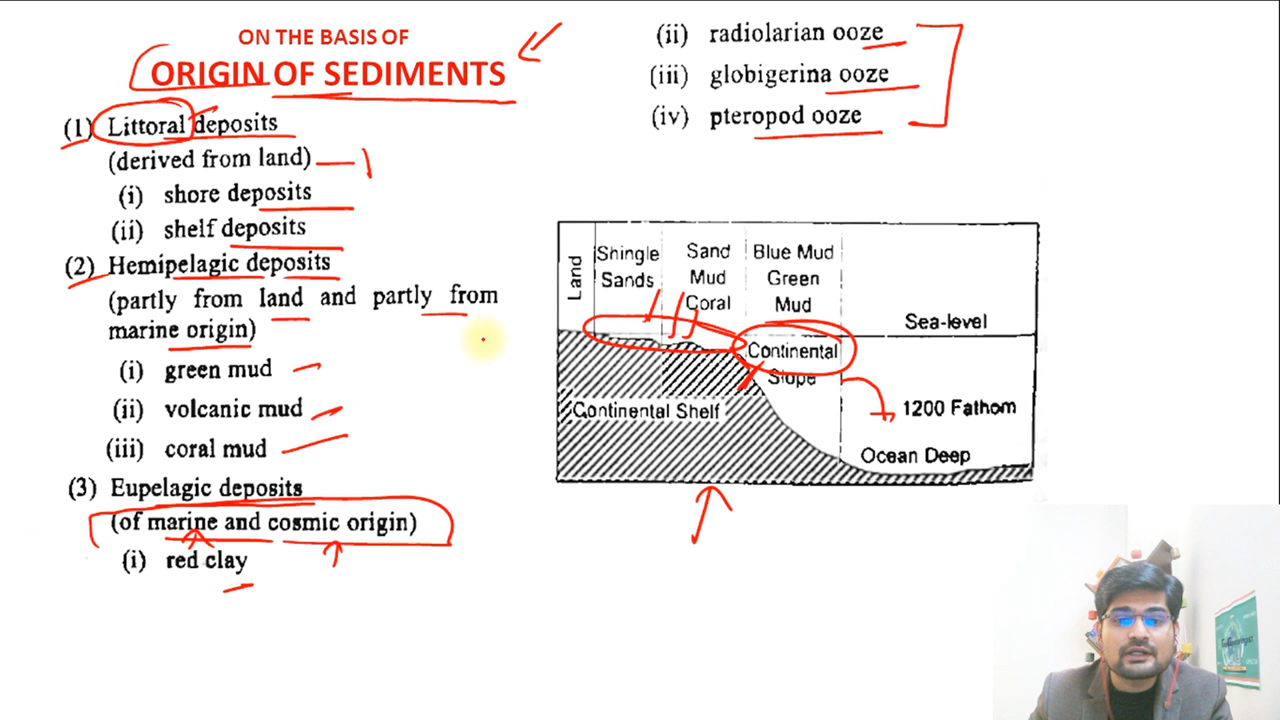 ON THE BASIS OF
ORIGIN OF SEDIMENTS
(1) Littoral deposits
(derived from land)
(i) shore deposits
(ii) shelf deposits
(2) Hemipelagic deposits
(partly from land and partly from
marine origin)
(i) green mud
(ii) volcanic mud
(iii) coral mud
(3) Eupelagic deposits
(of marine and cosmic origin)
(i) red clay
(ii) radiolarian ooze
(iii) globigerina ooze
(iv) pteropod ooze
Land
Shingle
Sands
Sand
Mud
Coral
Blue Mud
Green
Mud
Sea-level
Continental
Slope
Continental Shelf
1200 Fathom
Ocean Deep